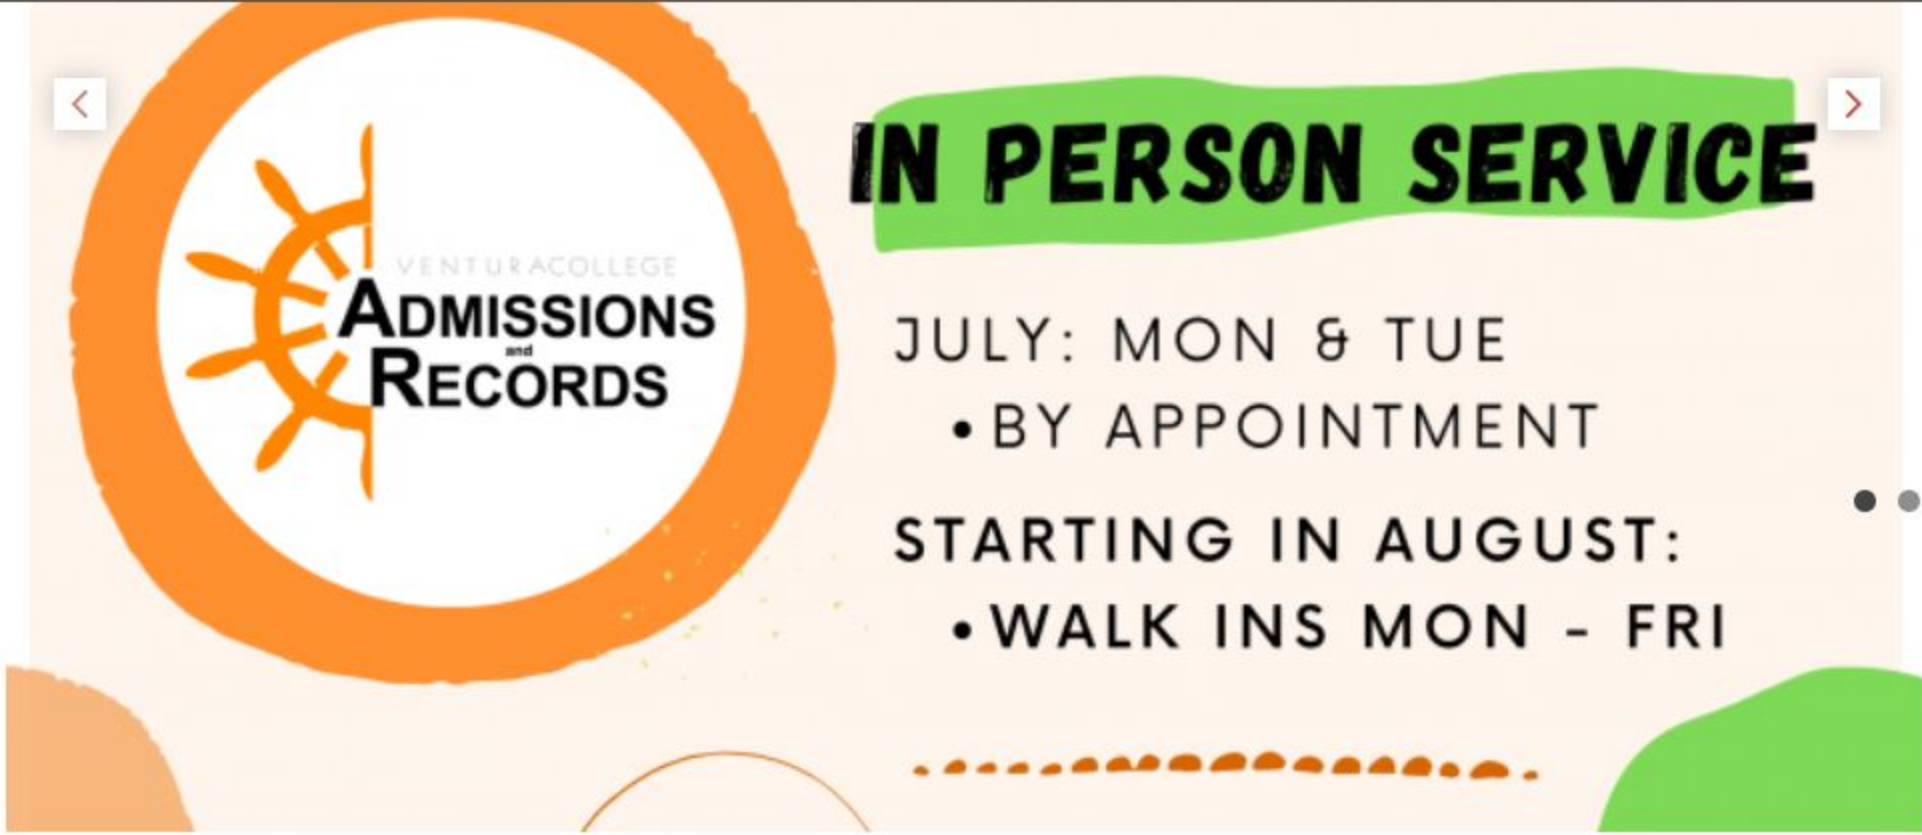 VENTURACOLLEGE
ADMISSIONS
and
RECORDS
IN PERSON SERVICE
JULY: MON & TUE
• BY APPOINTMENT
STARTING IN AUGUST:
• WALK INS MON - FRI